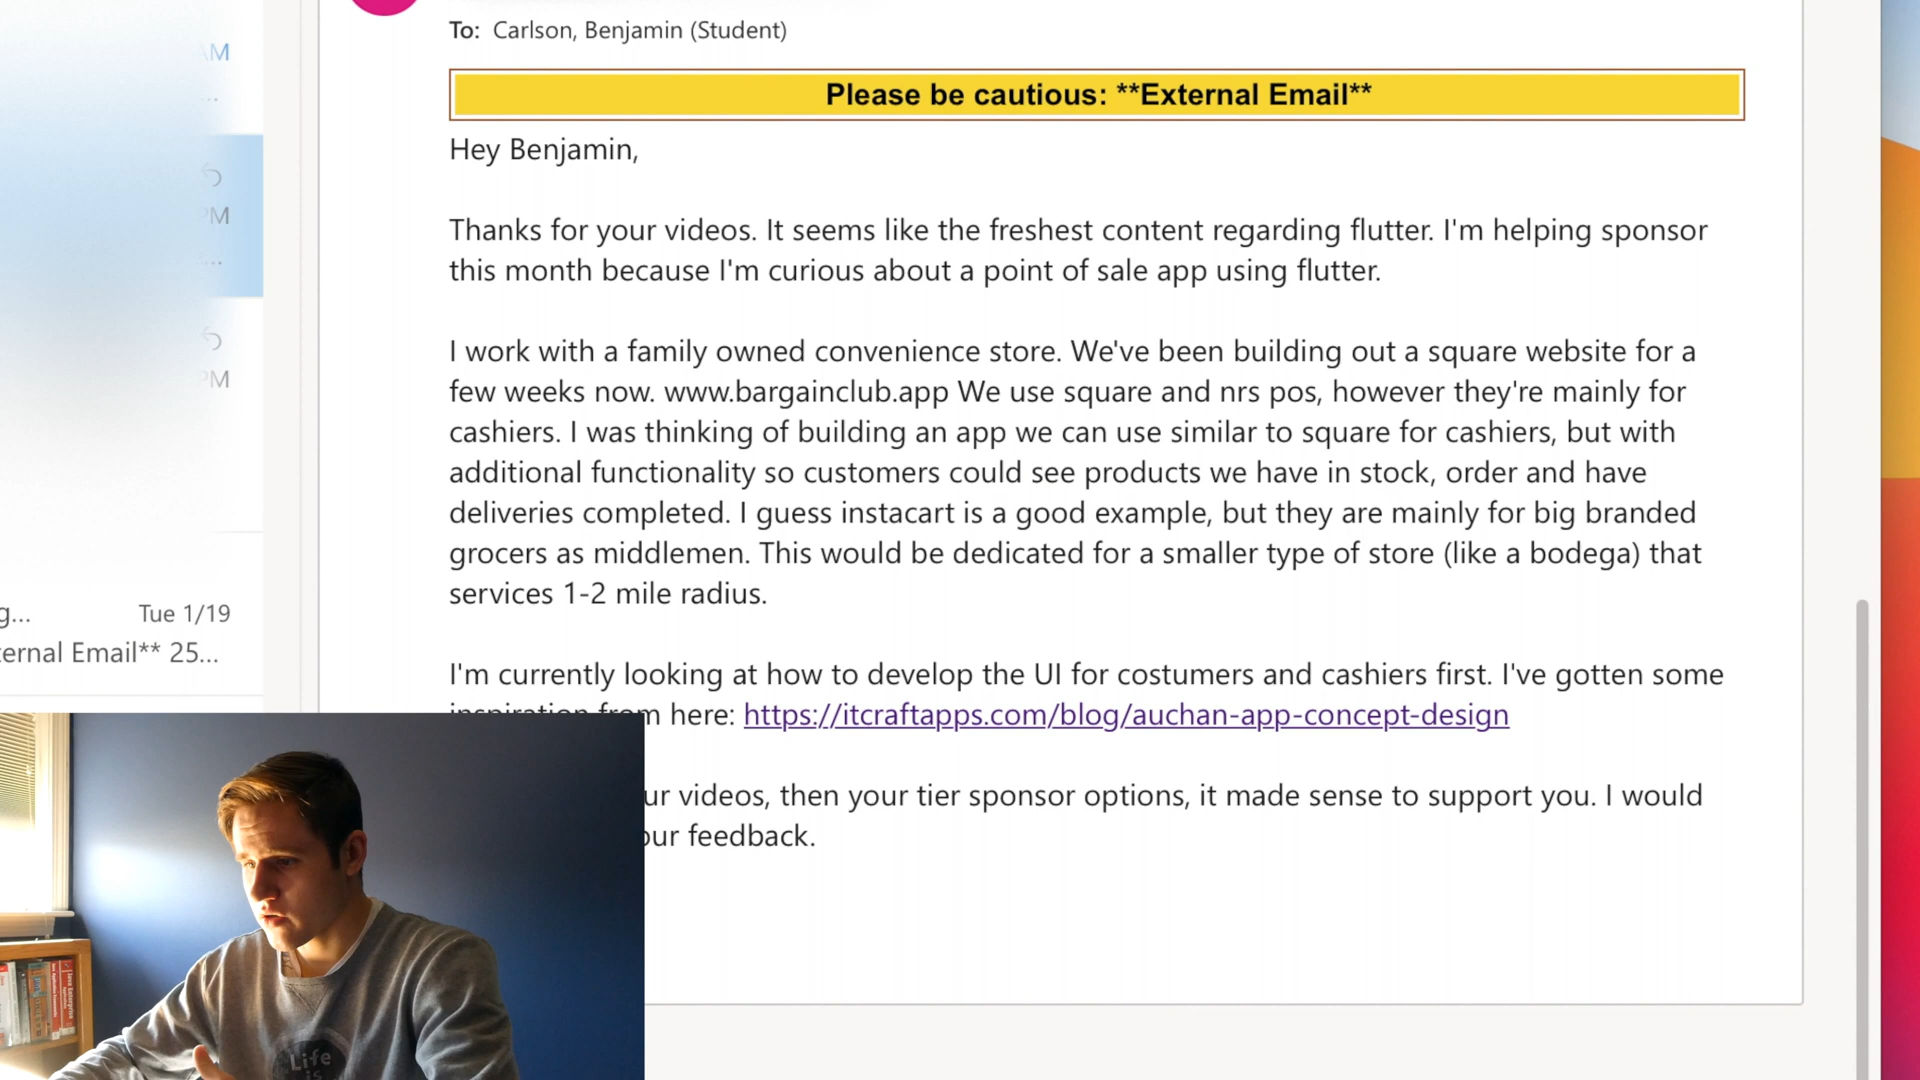 To: Carlson, Benjamin (Student)
AM
...
Please be cautious: **External Email**
Hey Benjamin,
PM
...
Thanks for your videos. It seems like the freshest content regarding flutter. I'm helping sponsor
this month because I'm curious about a point of sale app using flutter.
I work with a family owned convenience store. We've been building out a square website for a
PM
few weeks now. www.bargainclub.app We use square and nrs pos, however they're mainly for
cashiers. I was thinking of building an app we can use similar to square for cashiers, but with
additional functionality so customers could see products we have in stock, order and have
deliveries completed. I guess instacart is a good example, but they are mainly for big branded
grocers as middlemen. This would be dedicated for a smaller type of store (like a bodega) that
services 1-2 mile radius.
g... Tue 1/19
ternal Email** 25...
I'm currently looking at how to develop the UI for costumers and cashiers first. I've gotten some
inspiration from here: https://itcraftapps.com/blog/auchan-app-concept-design
ur videos, then your tier sponsor options, it made sense to support you. I would
our feedback.
Life
is